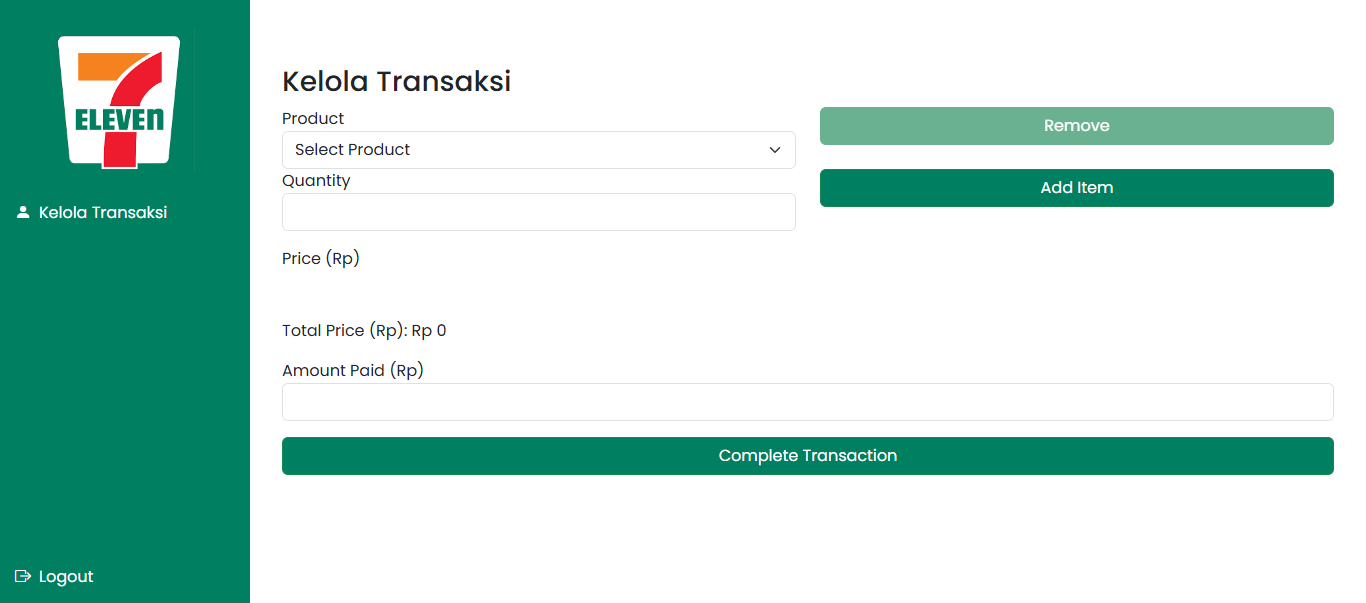 7
ELEVEN
Kelola Transaksi
Logout
Kelola Transaksi
Product
Select Product
Remove
Quantity
Add Item
Price (Rp)
Total Price (Rp): Rp 0
Amount Paid (Rp)
Complete Transaction